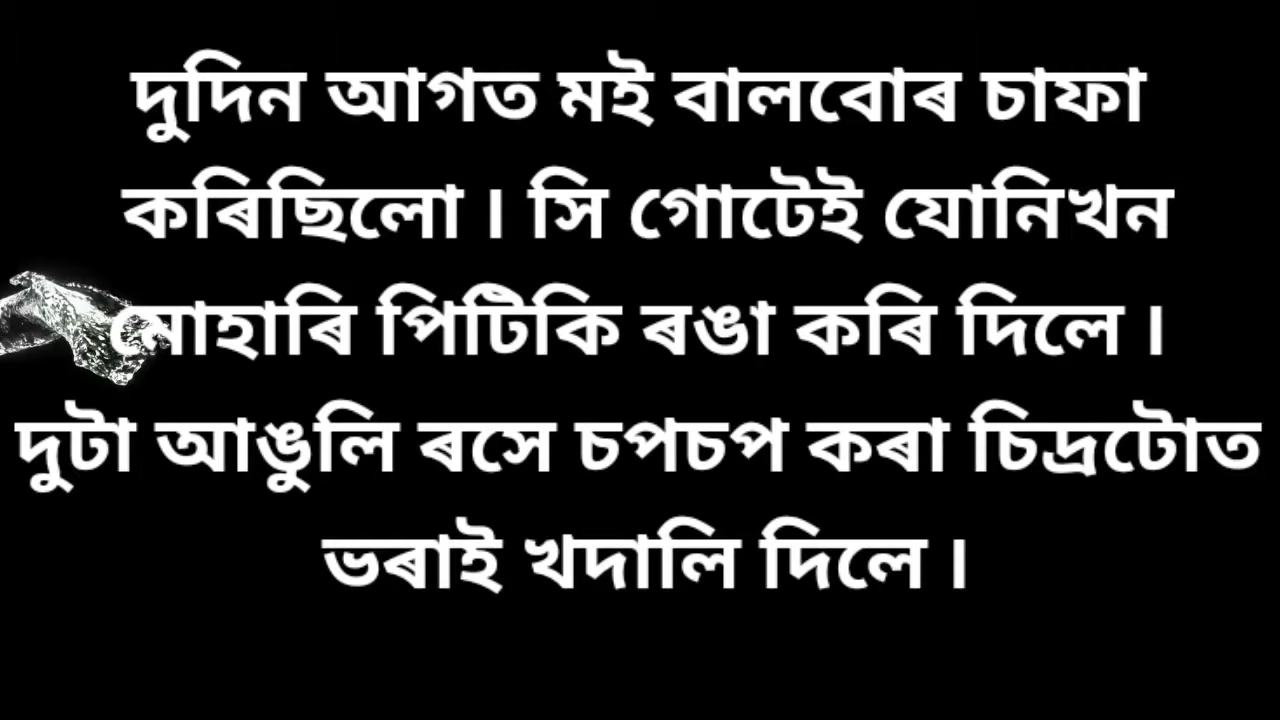 দুদিন আগত মই বালবোৰ চাফা
কৰিছিলো । সি গোটেই যোনিখন
মোহাৰি পিটিকি ৰঙা কৰি দিলে ।
দুটা আঙুলি ৰসে চপচপ কৰা চিদ্ৰটোত
ভৰাই খদালি দিলে ।